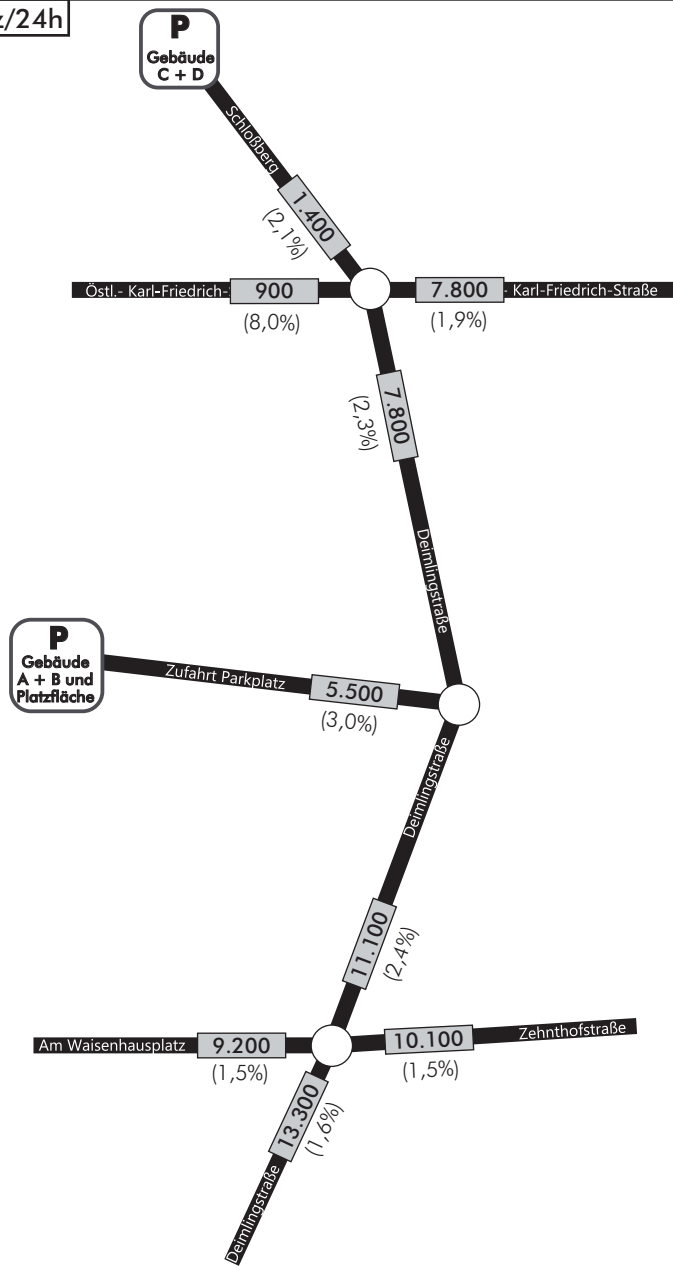 z/24h
P
Gebäude
C + D
Schloßberg
1.400
(2,1%)
Östl.- Karl-Friedrich-
900
(8,0%)
7.800
Karl-Friedrich-Straße
(1,9%)
7.800
(2,3%)
Deimlingstraße
P
Gebäude
A + B und
Platzfläche
Zufahrt Parkplatz
5.500
(3,0%)
Deimlingstraße
11.100
(2,4%)
Am Waisenhausplatz
9.200
(1,5%)
10.100
(1,5%)
Zehnthofstraße
13.300
(1,6%)
Deimlingstraße